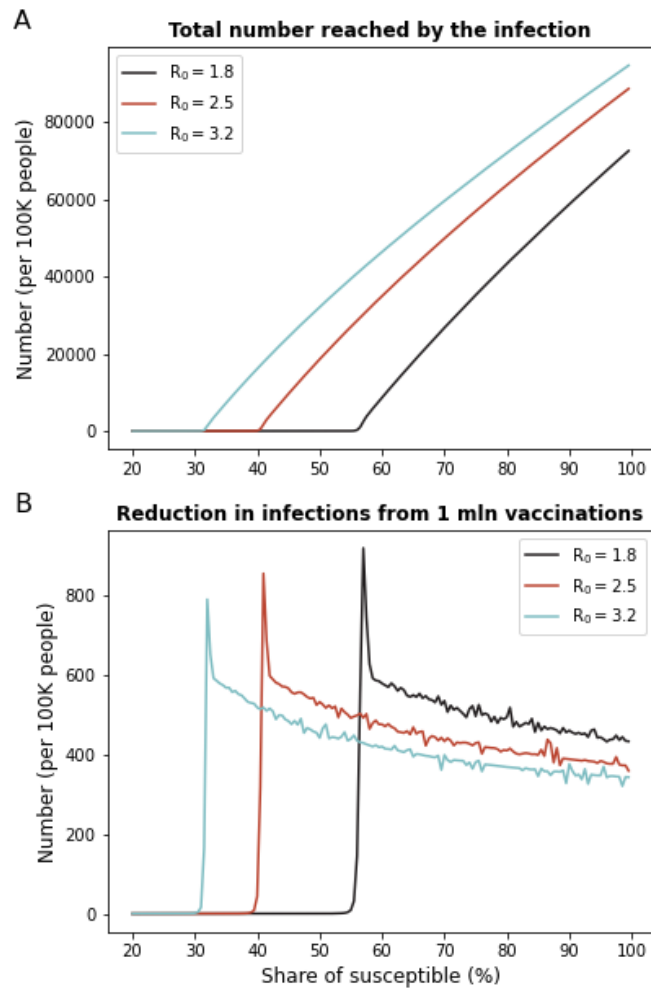 A
Total number reached by the infection
R₀ = 1.8
R₀ = 2.5
R₀ = 3.2
Number (per 100K people)
80000
60000
40000
20000
0
20 30 40 50 60 70 80 90 100
B
Reduction in infections from 1 mln vaccinations
R₀ = 1.8
R₀ = 2.5
R₀ = 3.2
Number (per 100K people)
800
600
400
200
0
20 30 40 50 60 70 80 90 100
Share of susceptible (%)